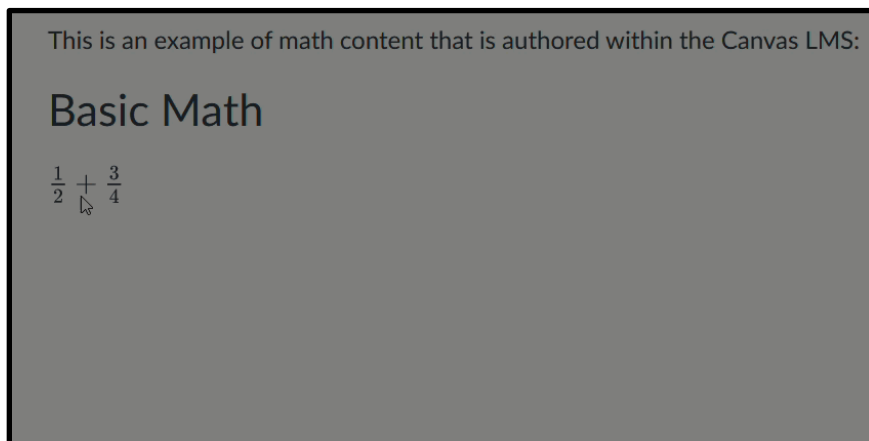 This is an example of math content that is authored within the Canvas LMS:
Basic Math
1/2 + 3/4